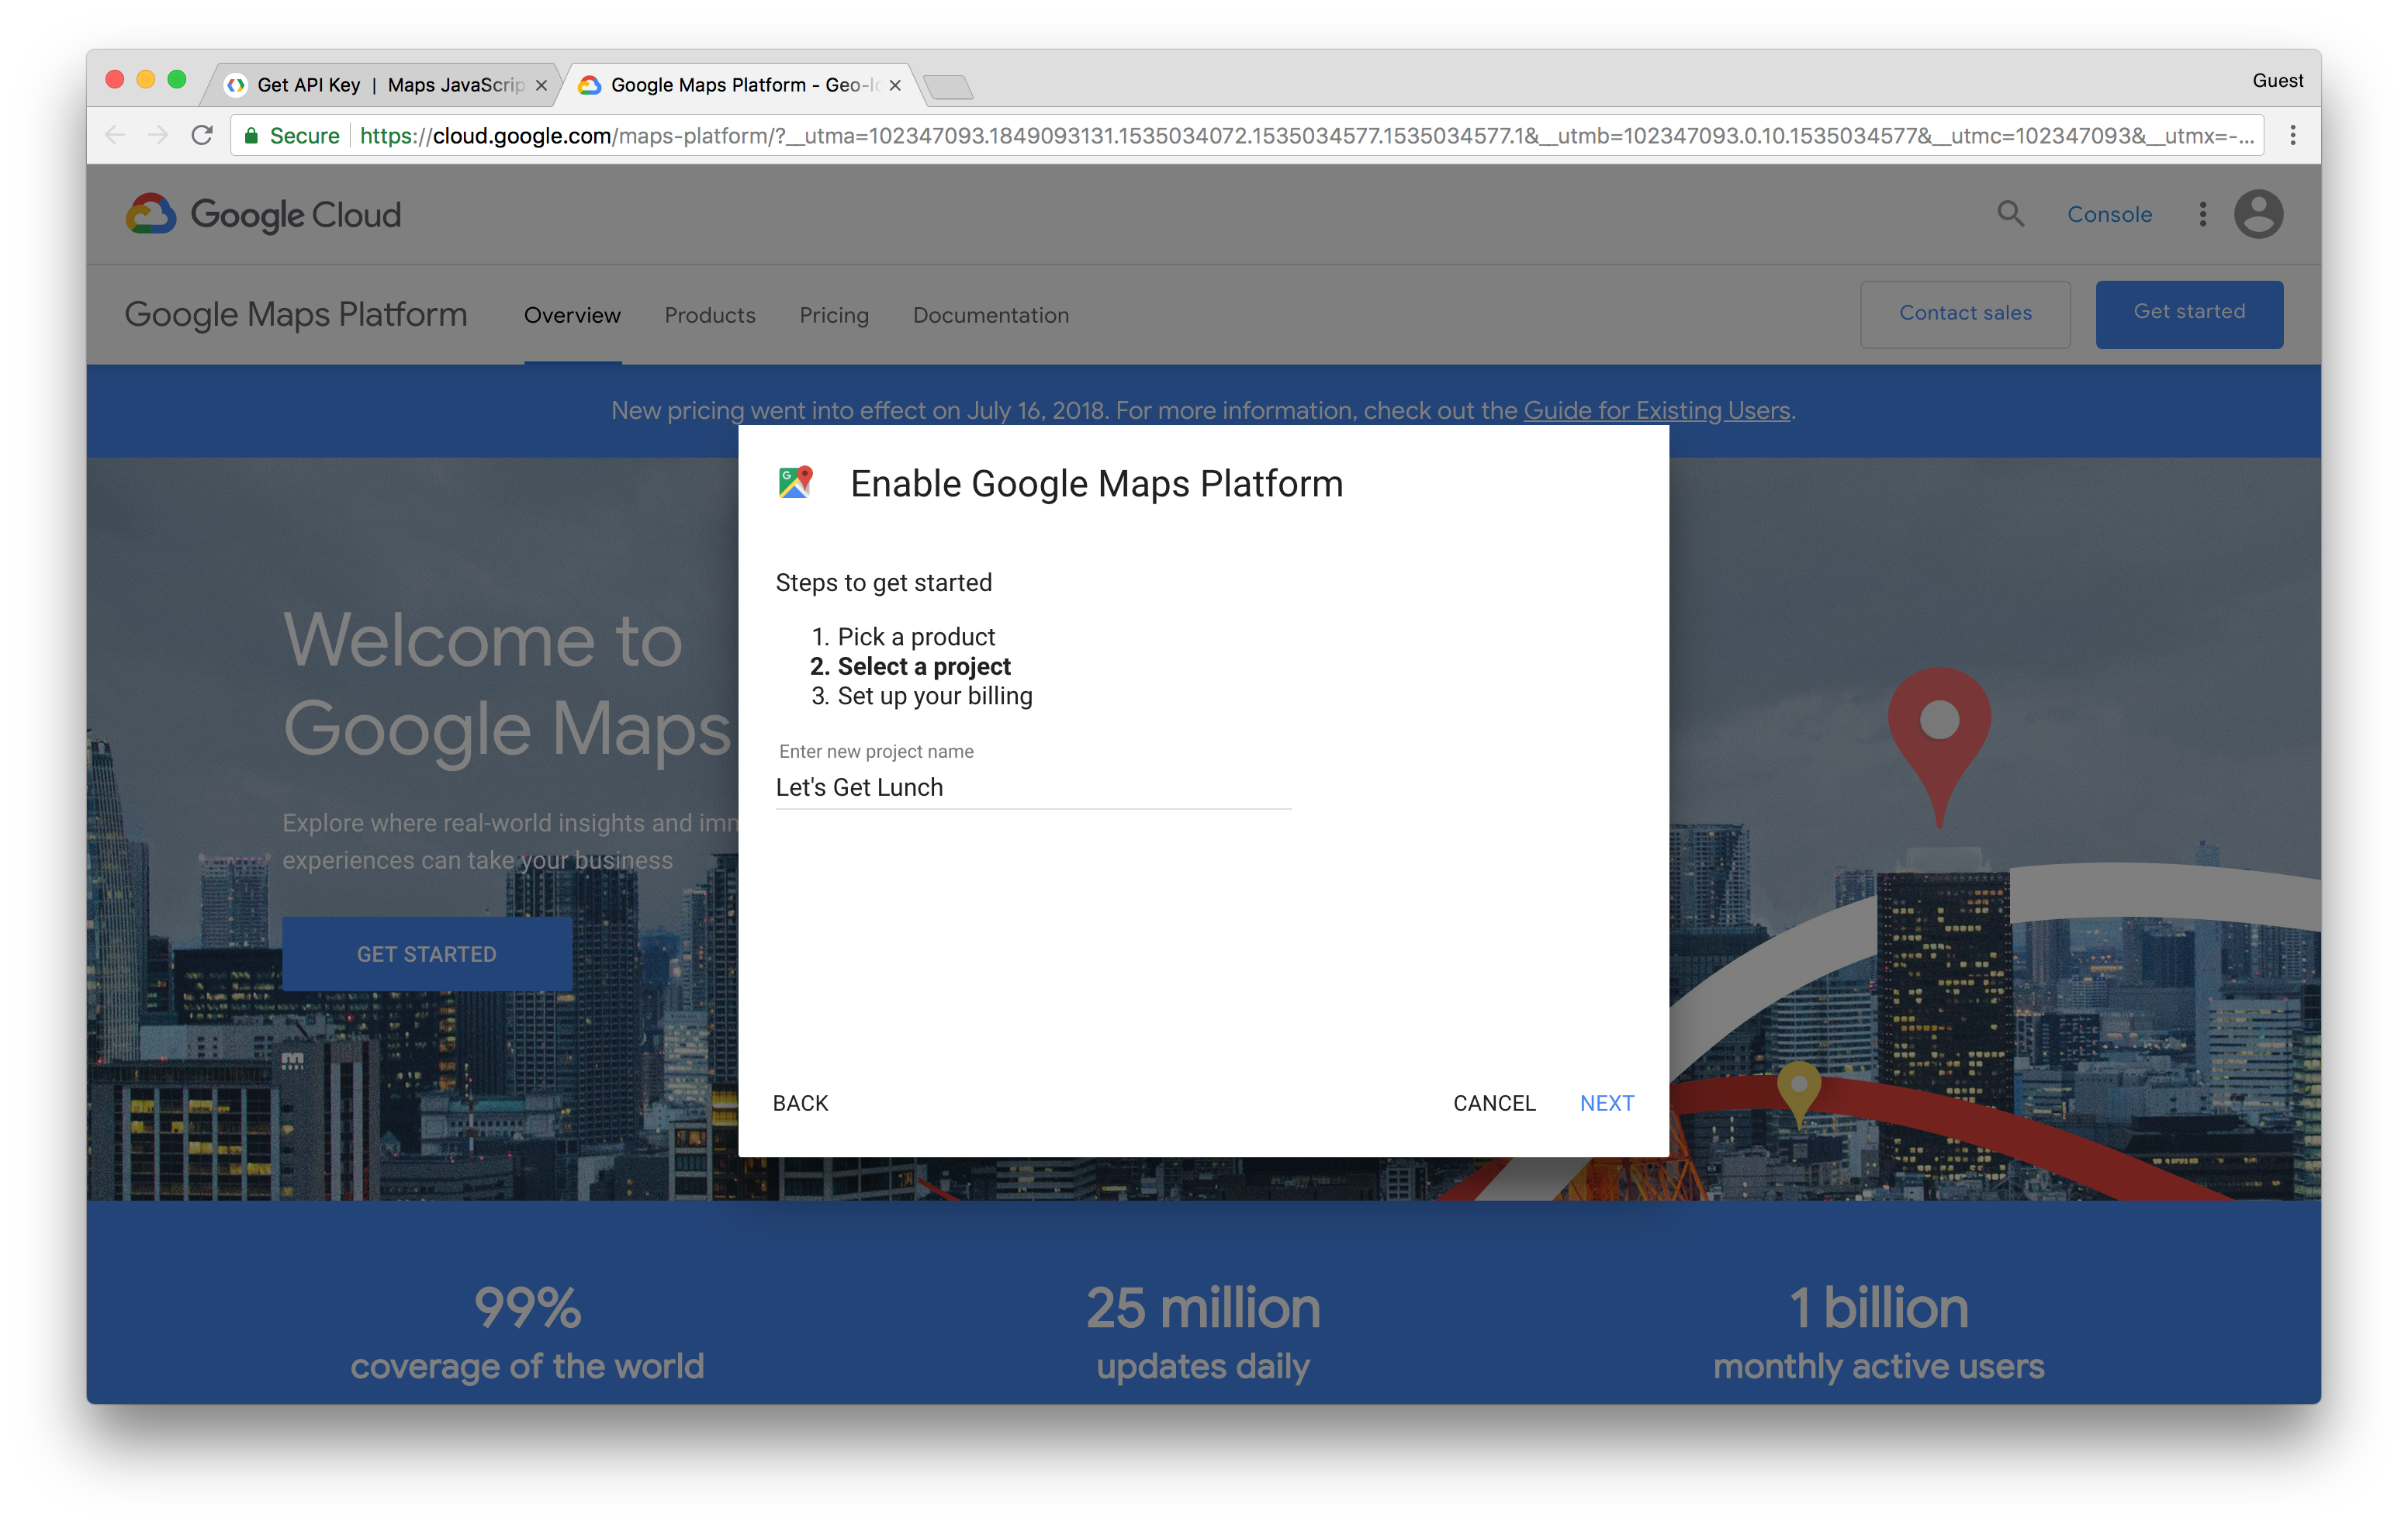 Get API Key | Maps JavaScrip
Google Maps Platform - Geo-lo
Guest
Secure https://cloud.google.com/maps-platform/?__utma=102347093.1849093131.1535034072.1535034577.1535034577.1&__utmb=102347093.0.10.1535034577&__utmc=102347093&__utmx=-...
Google Cloud
Console
Google Maps Platform
Overview
Products
Pricing
Documentation
Contact sales
Get started
New pricing went into effect on July 16, 2018. For more information, check out the Guide for Existing Users.
Welcome to
Google Maps
Explore where real-world insights and imm
experiences can take your business
GET STARTED
Enable Google Maps Platform
Steps to get started
1. Pick a product
2. Select a project
3. Set up your billing
Enter new project name
Let's Get Lunch
BACK
CANCEL
NEXT
99%
coverage of the world
25 million
updates daily
1 billion
monthly active users